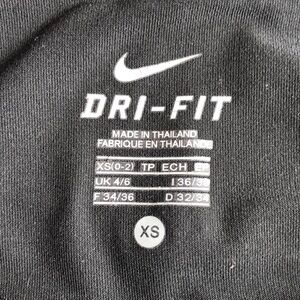 DRI-FIT
MADE IN THAILAND
FABRIQUE EN THAILANDE
XS(0-2) TP ECH
UK 4/6 I 36/38
F 34/36 D 32/34
XS